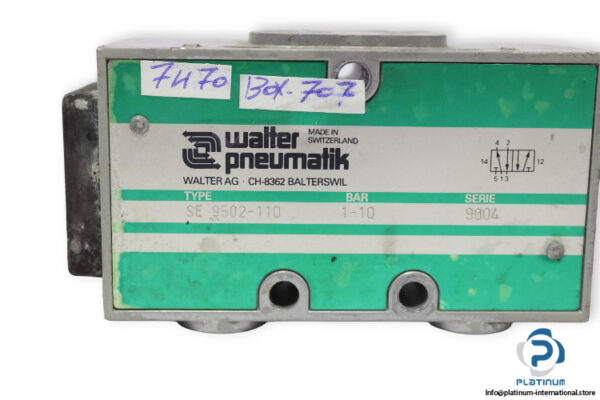 7470
BOX-707
walter
pneumatik
MADE IN
SWITZERLAND
WALTER AG · CH-8362 BALTERSWIL
4 2
14
12
5 1 3
TYPE BAR SERIE
SE 9502-110 1-10 9004
PLATINUM
Info@platinum-international.store